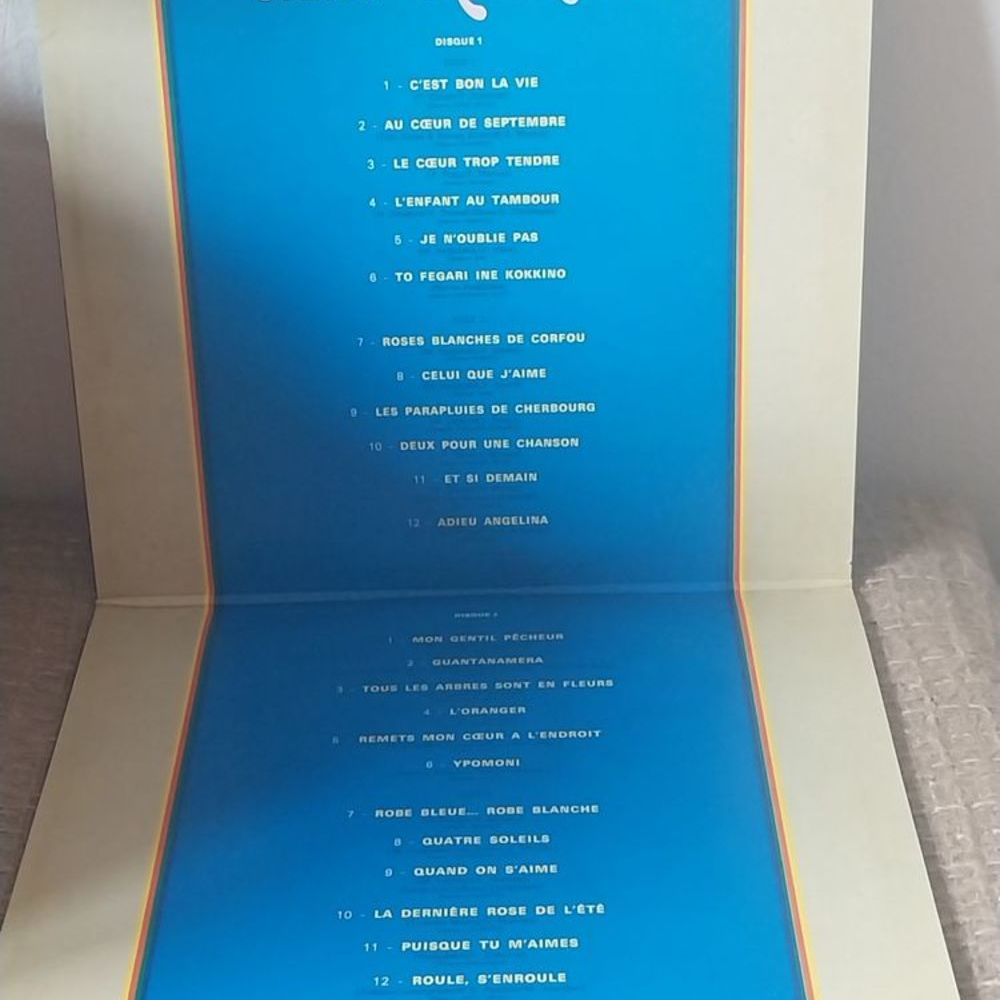 DISQUE 1
1 - C'EST BON LA VIE
2 - AU CŒUR DE SEPTEMBRE
3 - LE CŒUR TROP TENDRE
4 - L'ENFANT AU TAMBOUR
5 - JE N'OUBLIE PAS
6 - TO FEGARI INE KOKKINO
7 - ROSES BLANCHES DE CORFOU
8 - CELUI QUE J'AIME
9 - LES PARAPLUIES DE CHERBOURG
10 - DEUX POUR UNE CHANSON
11 - ET SI DEMAIN
12 - ADIEU ANGELINA
DISQUE 2
1 MON GENTIL PÊCHEUR
2 - GUANTANAMERA
3 - TOUS LES ARBRES SONT EN FLEURS
4 - L'ORANGER
5 REMETS MON CŒUR A L'ENDROIT
6 - YPOMONI
7 - ROBE BLEUE... ROBE BLANCHE
8 - QUATRE SOLEILS
9 - QUAND ON S'AIME
10 - LA DERNIÈRE ROSE DE L'ÉTÉ
11 - PUISQUE TU M'AIMES
12 - ROULE, S'ENROULE